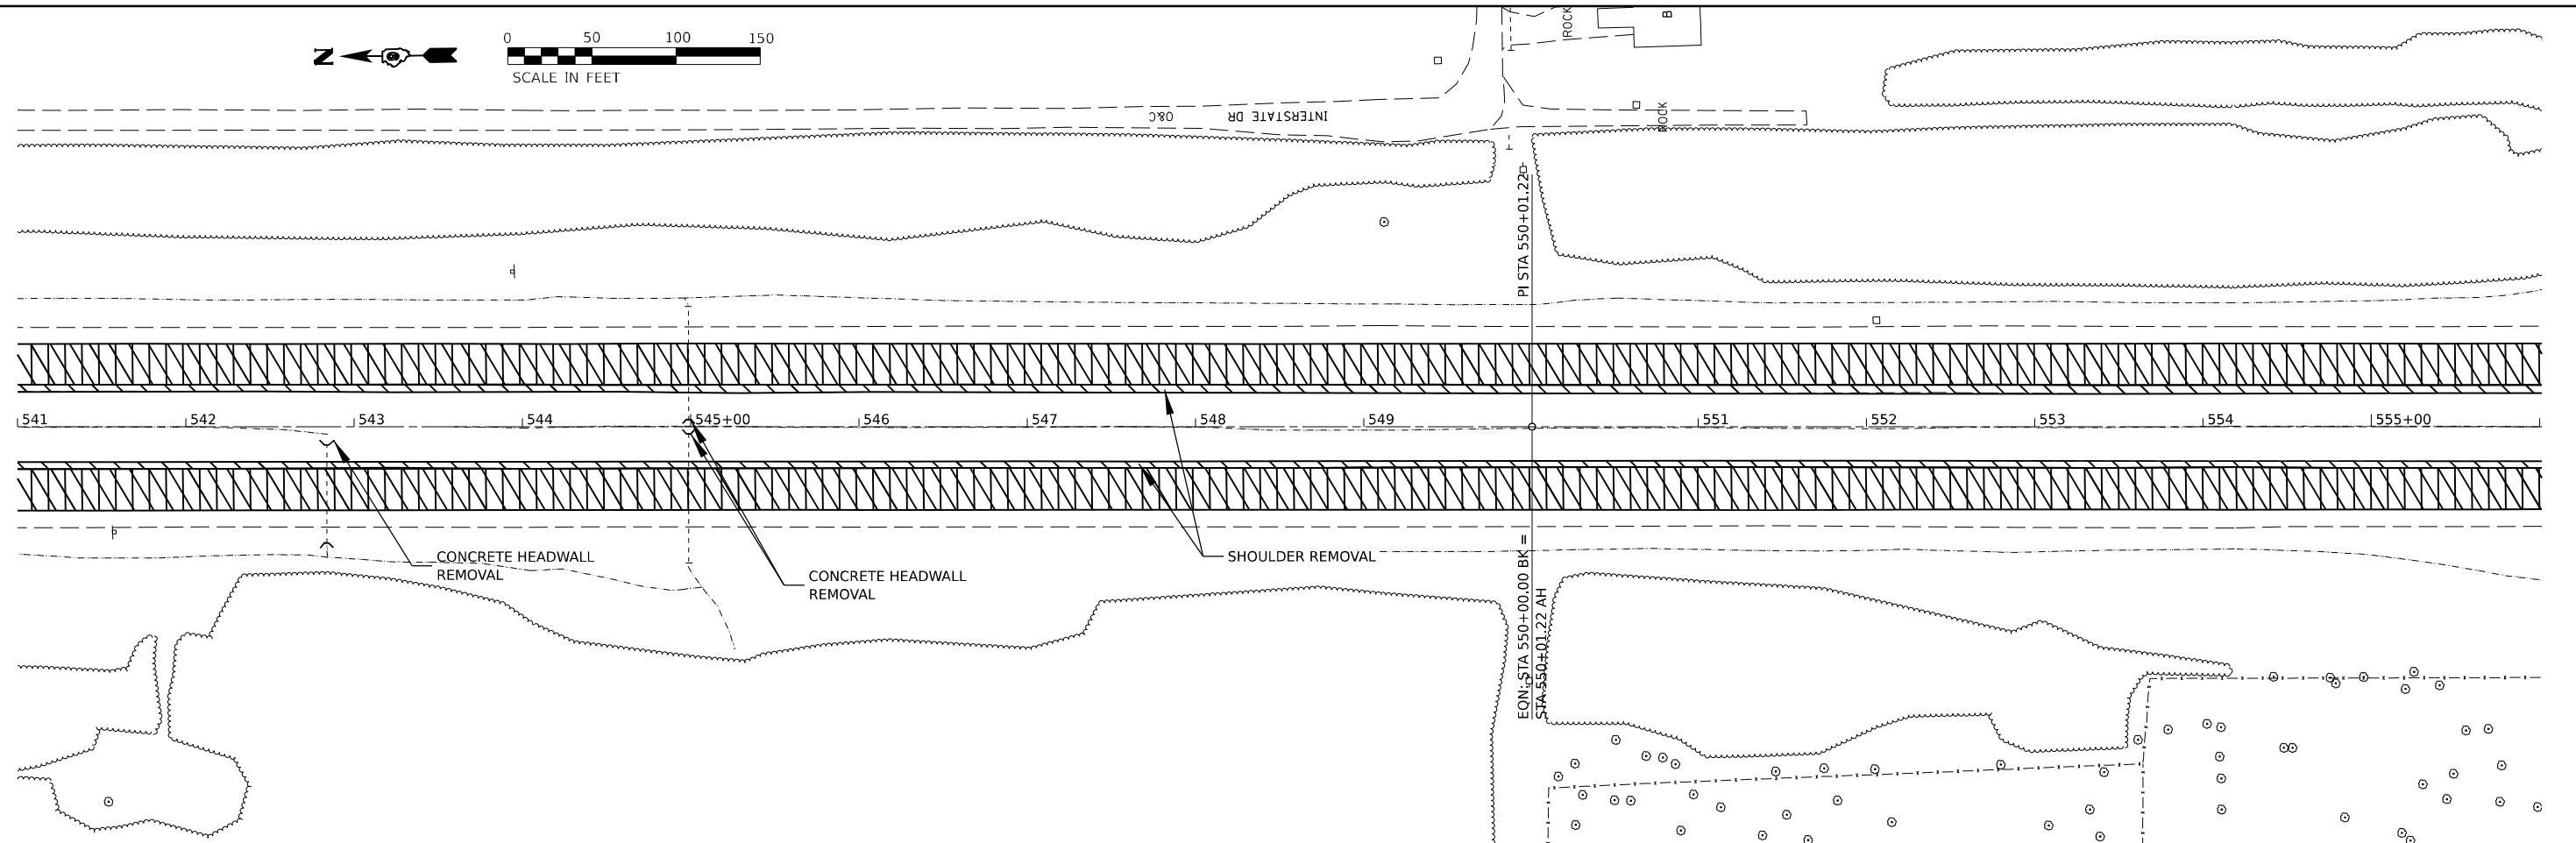 N
0 50 100 150
SCALE IN FEET
ROCK
B
O&C
INTERSTATE DR
ROCK
PI STA 550+01.22
541 542 543 544 545+00 546 547 548 549 551 552 553 554 555+00
CONCRETE HEADWALL
REMOVAL
CONCRETE HEADWALL
REMOVAL
SHOULDER REMOVAL
EQN: STA 550+00.00 BK =
STA 550+01.22 AH